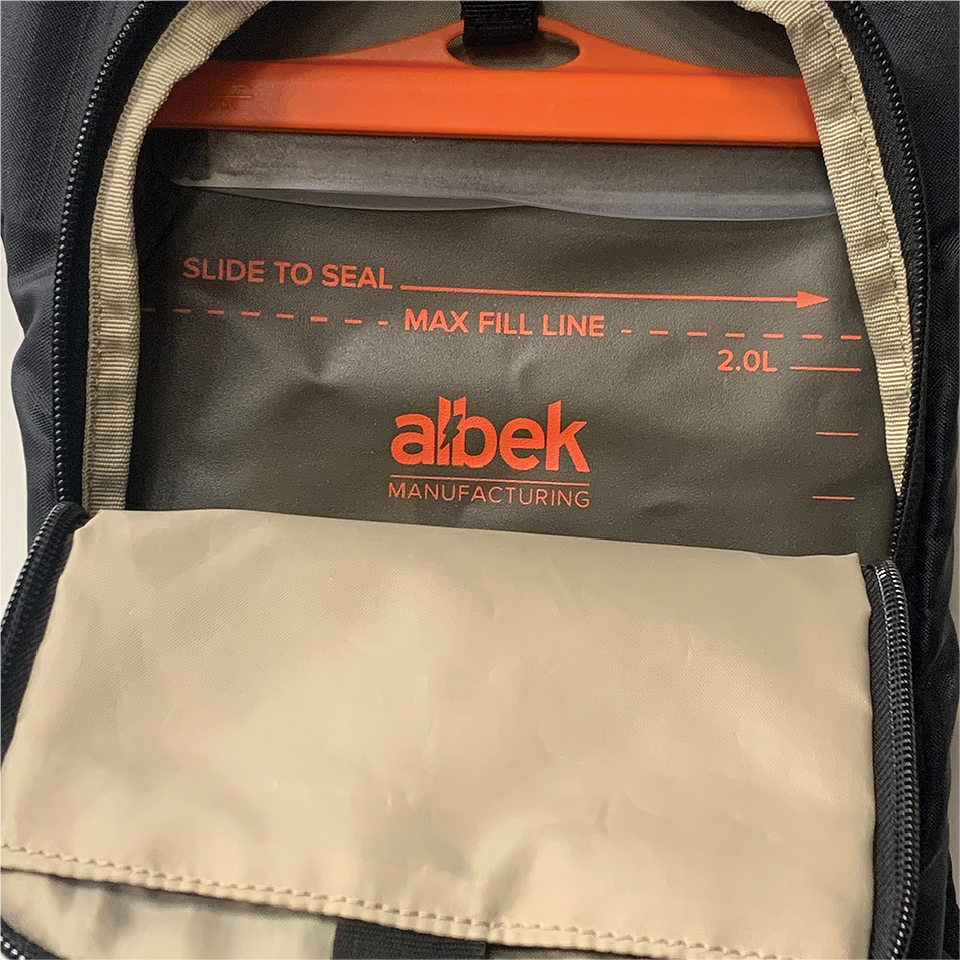 SLIDE TO SEAL
MAX FILL LINE
2.0L
albek
MANUFACTURING